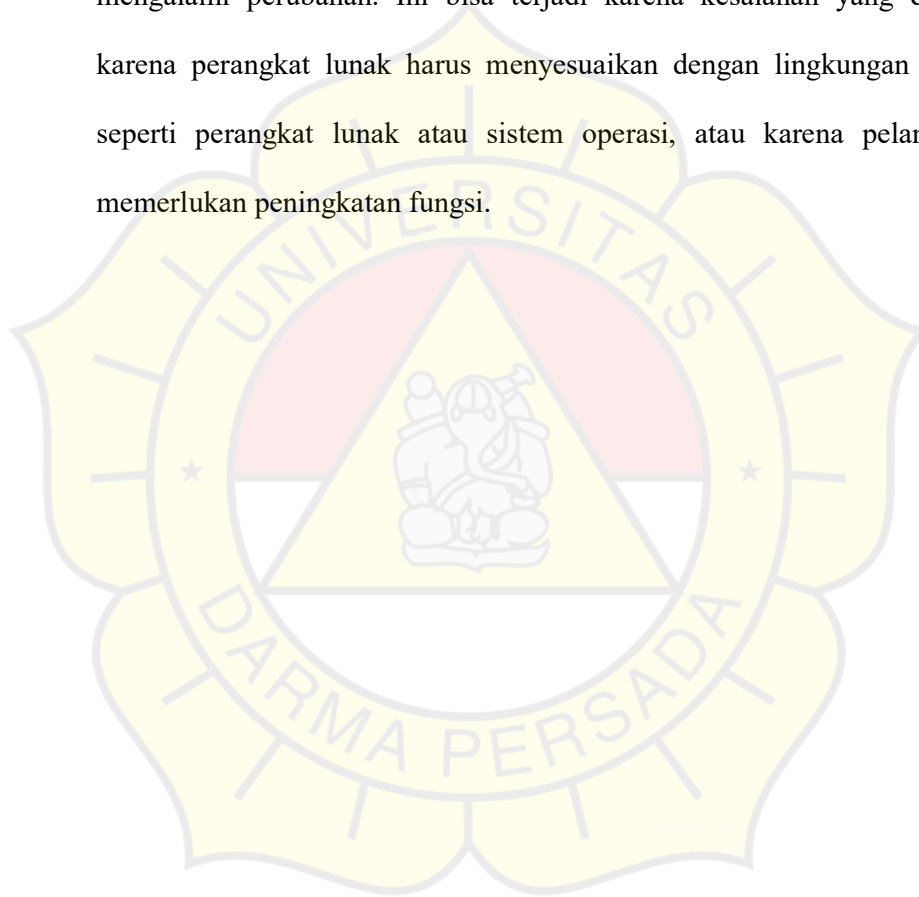 mengalami perubahan. Ini bisa terjadi karena kesalahan yang
karena perangkat lunak harus menyesuaikan dengan lingkungan
seperti perangkat lunak atau sistem operasi, atau karena
memerlukan peningkatan fungsi.
UNIVERSITAS
DARMA PERSADA